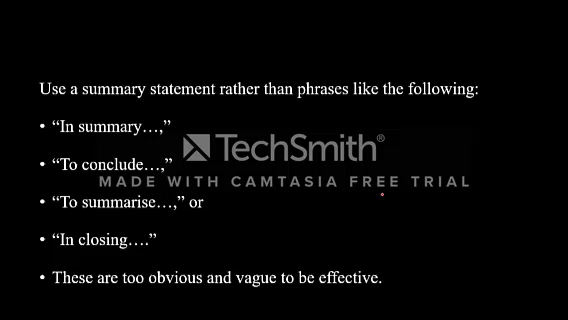 Use a summary statement rather than phrases like the following:
• “In summary…,”
TechSmith®
• “To conclude…,”
MADE WITH CAMTASIA FREE TRIAL
• “To summarise…,” or
• “In closing….”
• These are too obvious and vague to be effective.